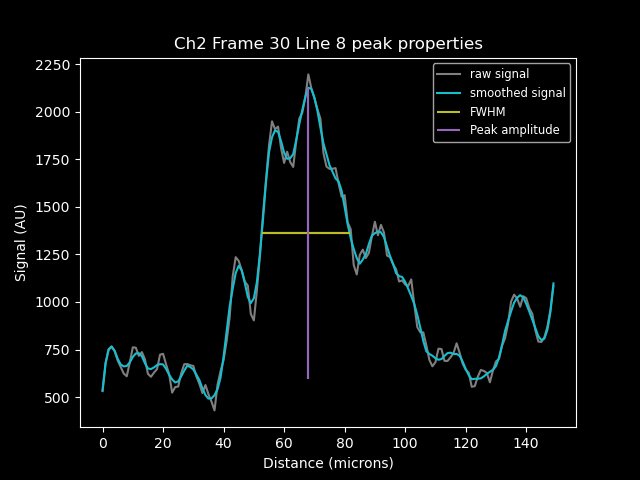 Ch2 Frame 30 Line 8 peak properties
raw signal
smoothed signal
FWHM
Peak amplitude
Signal (AU)
2250
2000
1750
1500
1250
1000
750
500
0 20 40 60 80 100 120 140
Distance (microns)